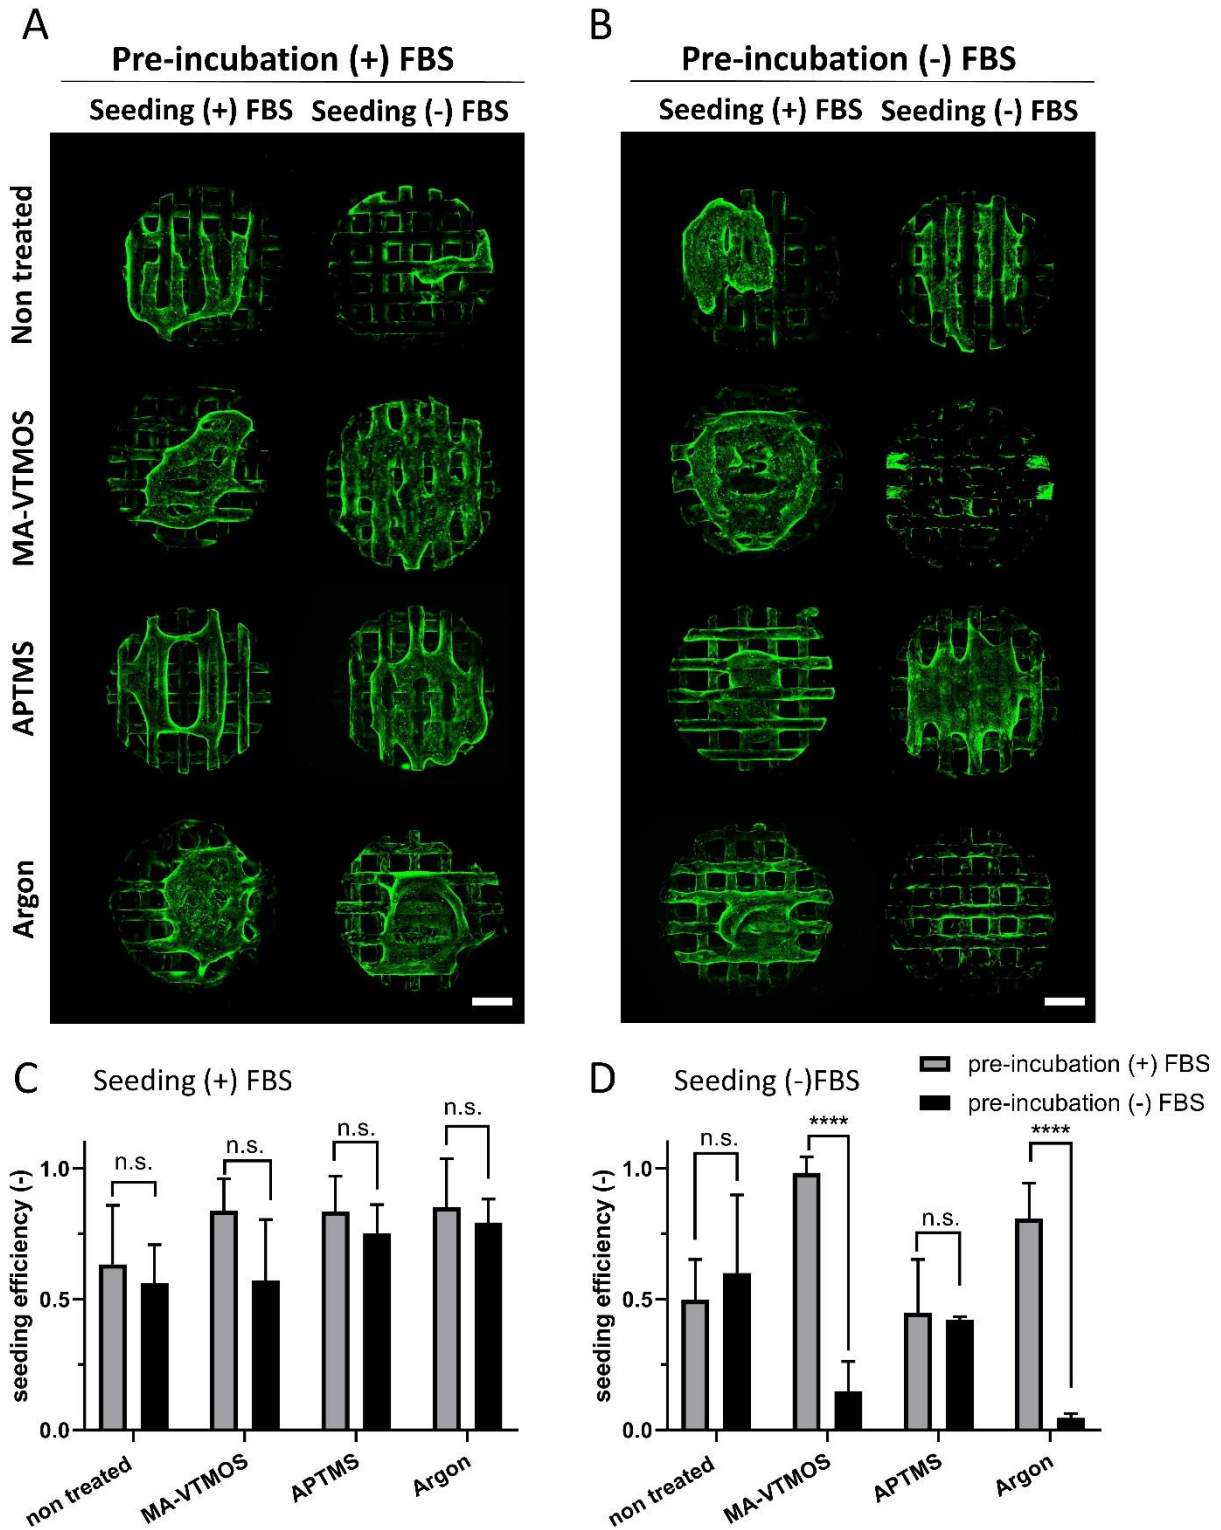 A
Pre-incubation (+) FBS
Seeding (+) FBS Seeding (-) FBS
Non treated
MA-VTMOS
APTMS
Argon
B
Pre-incubation (-) FBS
Seeding (+) FBS Seeding (-) FBS
C Seeding (+) FBS
seeding efficiency (-)
1.0
0.5
0.0
n.s.
n.s.
n.s.
n.s.
non treated
MA-VTMOS
APTMS
Argon
D Seeding (-)FBS
pre-incubation (+) FBS
pre-incubation (-) FBS
seeding efficiency (-)
1.0
0.5
0.0
n.s.
****
n.s.
****
non treated
MA-VTMOS
APTMS
Argon